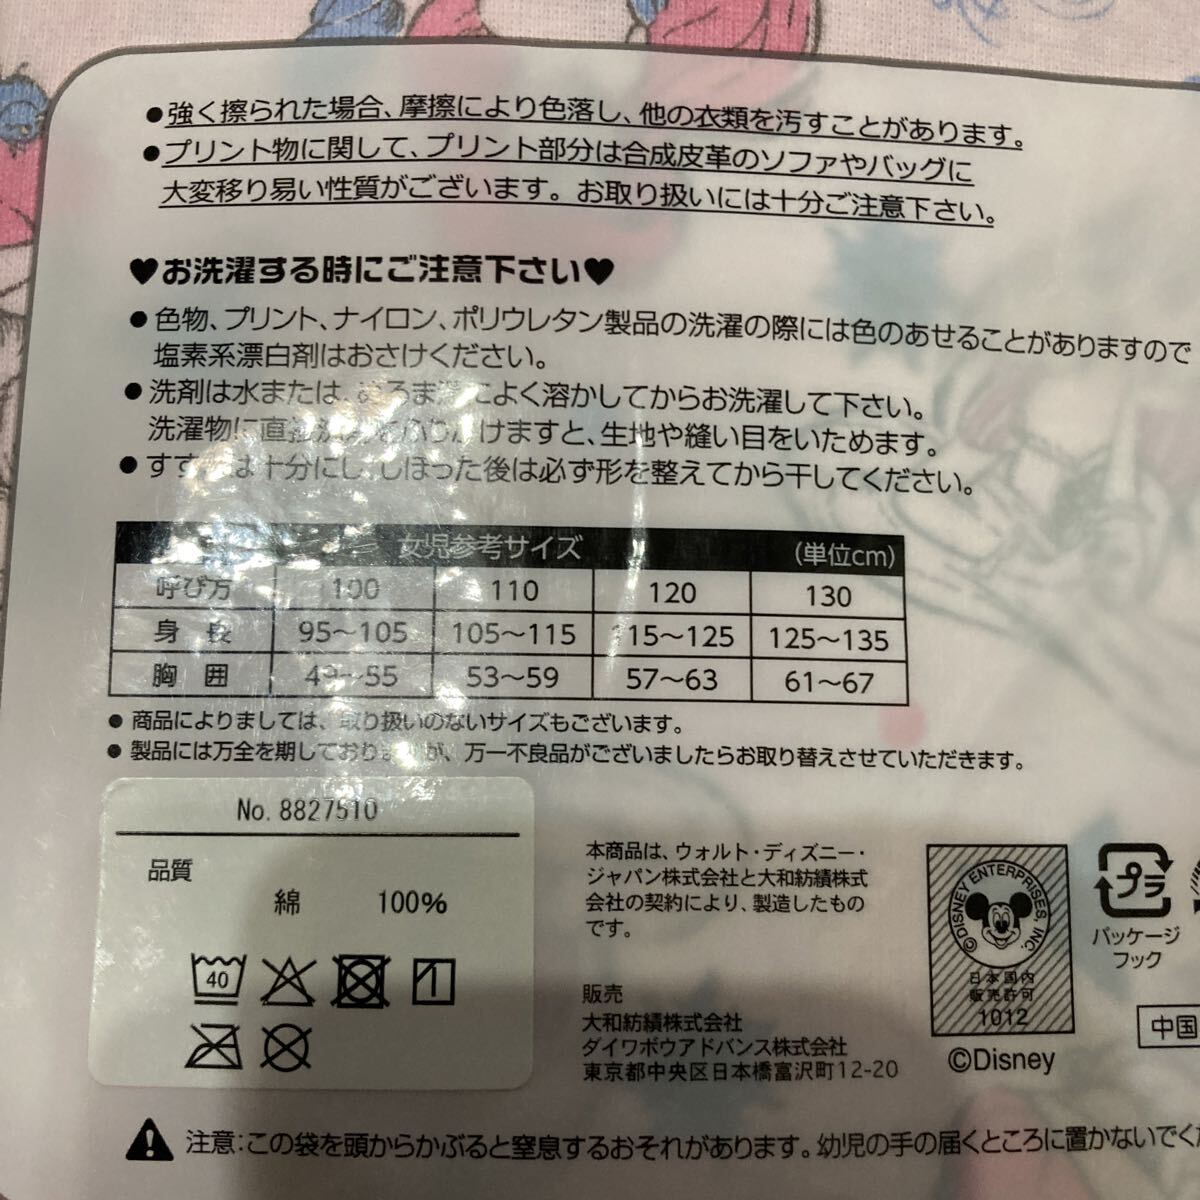 ●強く擦られた場合、摩擦により色落し、他の衣類を汚すことがあります。
●プリント物に関して、プリント部分は合成皮革のソファやバッグに
大変移り易い性質がございます。お取り扱いには十分ご注意下さい。
♥お洗濯する時にご注意下さい♥
●色物、プリント、ナイロン、ポリウレタン製品の洗濯の際には色のあせることがありますので
塩素系漂白剤はおさけください。
●洗剤は水または、ぬるま湯によく溶かしてからお洗濯して下さい。
洗濯物に直接洗剤をふりかけますと、生地や縫い目をいためます。
●すすぎは十分にし、しぼった後は必ず形を整えてから干してください。
女児参考サイズ (単位cm)
呼び方 100 110 120 130
身長 95〜105 105〜115 115〜125 125〜135
胸囲 49〜55 53〜59 57〜63 61〜67
●商品によりましては、取り扱いのないサイズもございます。
●製品には万全を期しておりますが、万一不良品がございましたらお取り替えさせていただきます。
No. 8827510
品質
綿 100%
40
1
本商品は、ウォルト・ディズニー・
ジャパン株式会社と大和紡績株式
会社の契約により、製造したもの
です。
販売
大和紡績株式会社
ダイワボウアドバンス株式会社
東京都中央区日本橋富沢町12-20
©DISNEY ENTERPRISES, INC.
日本国内
販売許可
1012
©Disney
プラ
パッケージ
フック
中国
注意:この袋を頭からかぶると窒息するおそれがあります。幼児の手の届くところに置かないでくだ